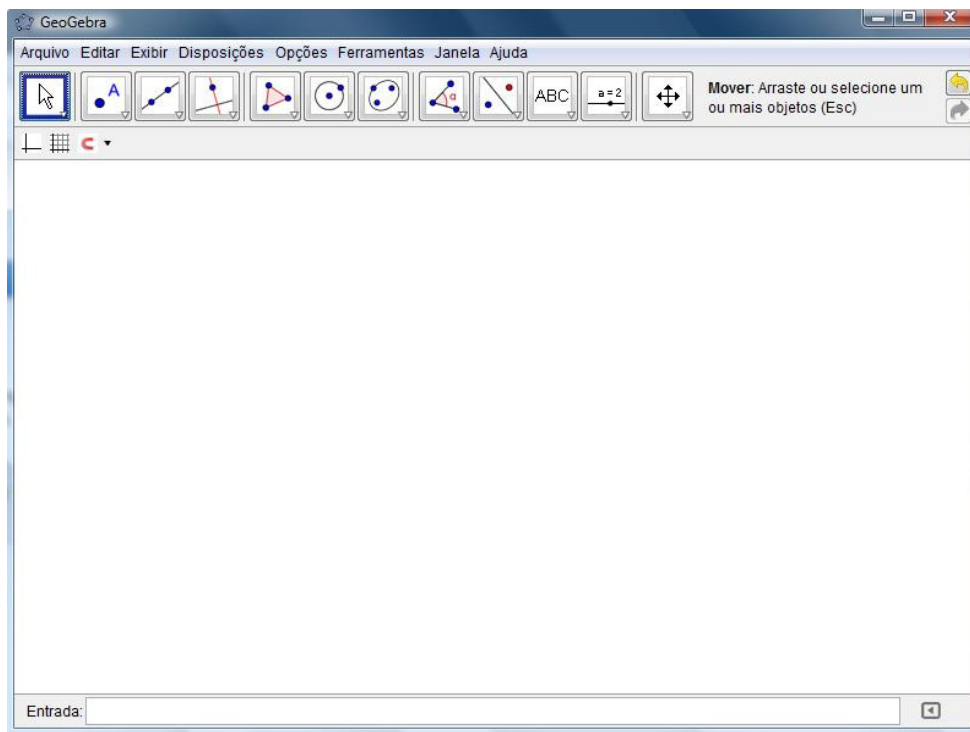 GeoGebra
Arquivo Editar Exibir Disposições Opções Ferramentas Janela Ajuda
A
α
ABC
a=2
Mover: Arraste ou selecione um
ou mais objetos (Esc)
Entrada: